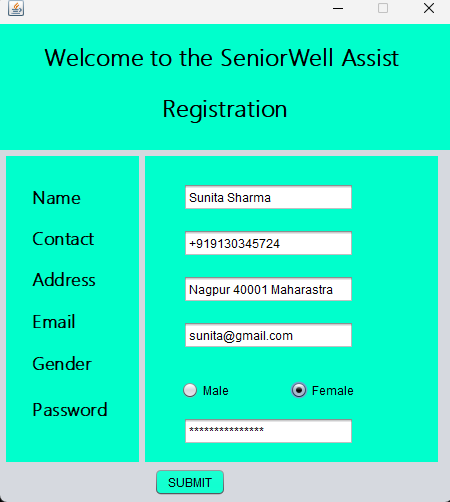 Welcome to the SeniorWell Assist
Registration
Name Sunita Sharma
Contact +919130345724
Address Nagpur 40001 Maharastra
Email sunita@gmail.com
Gender Male Female
Password ***************
SUBMIT